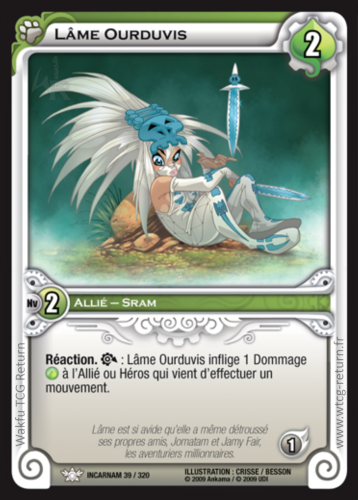 LÂME OURDUVIS
2
Nv 2 ALLIÉ – SRAM
Réaction. : Lâme Ourduvis inflige 1 Dommage
à l'Allié ou Héros qui vient d'effectuer un
mouvement.
Lâme est si avide qu'elle a même détroussé
ses propres amis, Jomatam et Jamy Fair,
les aventuriers millionnaires.
1
INCARNAM 39 / 320
ILLUSTRATION : CRISSE / BESSON
© 2009 Ankama / © 2009 UDI
Wakfu TCG Return
www.wtcg-return.fr